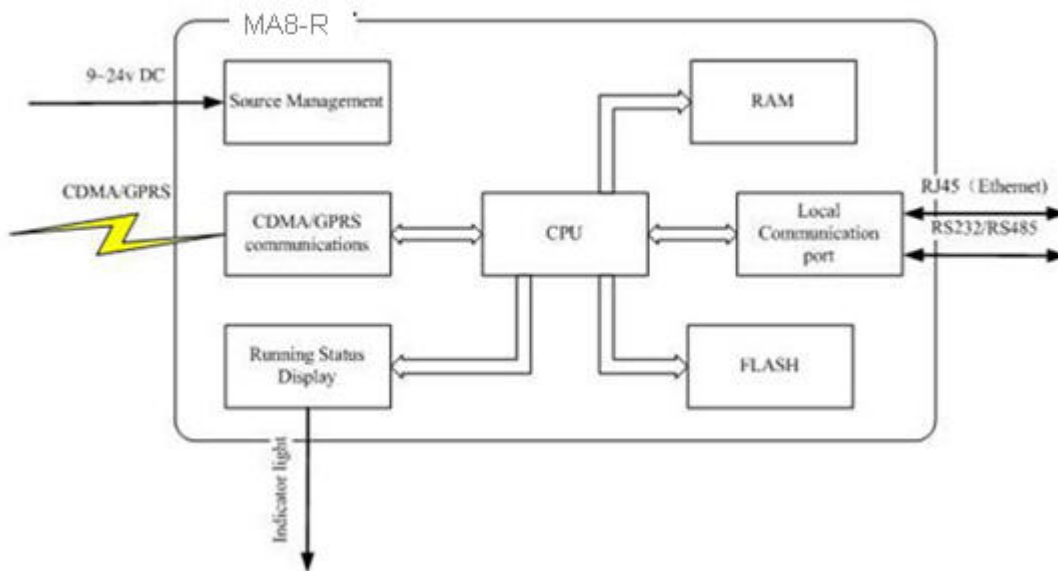 MA8-R
9~24v DC
Source Management
RAM
CDMA/GPRS
CDMA/GPRS
communications
CPU
Local
Communication
port
RJ45（Ethernet)
RS232/RS485
Running Status
Display
FLASH
Indicator light